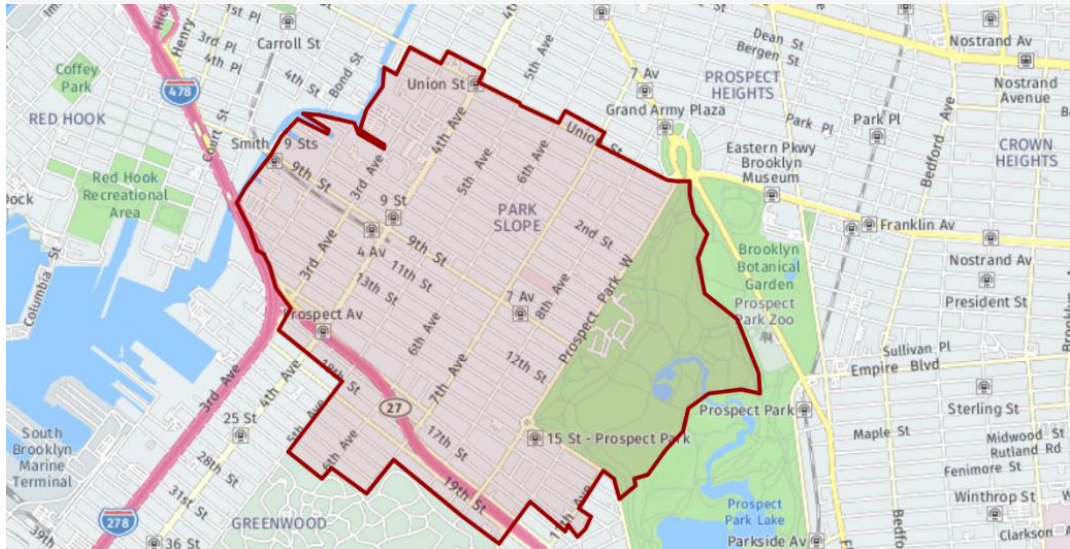 1st Pl
3rd Pl
4th Pl
Henry
Carroll St
4th St
Bond St
4th
5th Ave
Coffey
Park
478
Court St
RED HOOK
Union St
7 Av
Grand Army Plaza
PROSPECT
HEIGHTS
Dean St
Bergen St
Nostrand Av
Nostrand
Avenue
Park Pl
Park Pl
Bedford Ave
CROWN
HEIGHTS
Smith
9 Sts
9th St
3rd Ave
4th Ave
5th Ave
6th Ave
Union St
Eastern Pkwy
Brooklyn
Museum
Red Hook
Recreational
Area
Dock
9 St
4 Av
PARK
SLOPE
2nd St
Franklin Av
Columbia St
3rd Ave
9th St
11th St
13th St
8th Ave
Prospect Park W
Brooklyn
Botanical
Garden
Nostrand Av
President St
Prospect
Park Zoo
Prospect Av
6th Ave
7 Av
12th St
7th Ave
Sullivan Pl
Empire Blvd
3rd Ave
4th Ave
18th St
27
25 St
5th Ave
6th Ave
17th St
19th St
15 St - Prospect Park
Prospect Park
Sterling St
Maple St
Midwood St
Rutland Rd
Fenimore St
South
Brooklyn
Marine
Terminal
28th St
31st St
278
39th
36 St
GREENWOOD
11th Ave
Prospect
Park Lake
Parkside Av
Winthrop St
Clarkson
Brooklyn